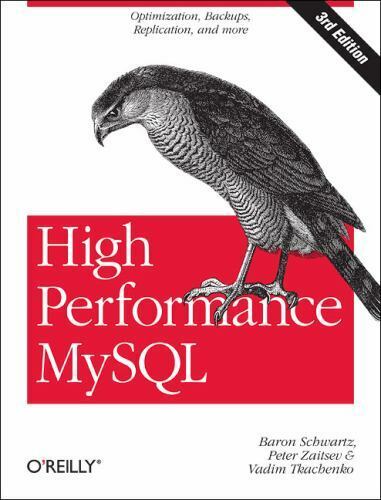 Optimization, Backups,
Replication, and more
3rd Edition
High
Performance
MySQL
Baron Schwartz,
Peter Zaitsev &
Vadim Tkachenko
O'REILLY®